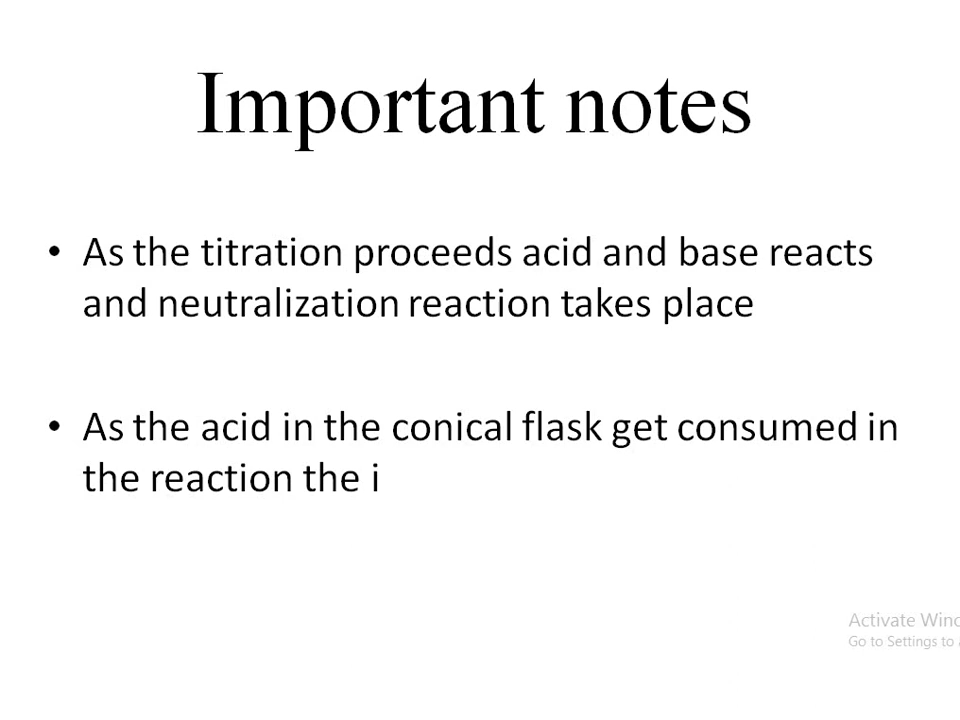 Important notes
• As the titration proceeds acid and base reacts
and neutralization reaction takes place
• As the acid in the conical flask get consumed in
the reaction the i
Activate Winc
Go to Settings to